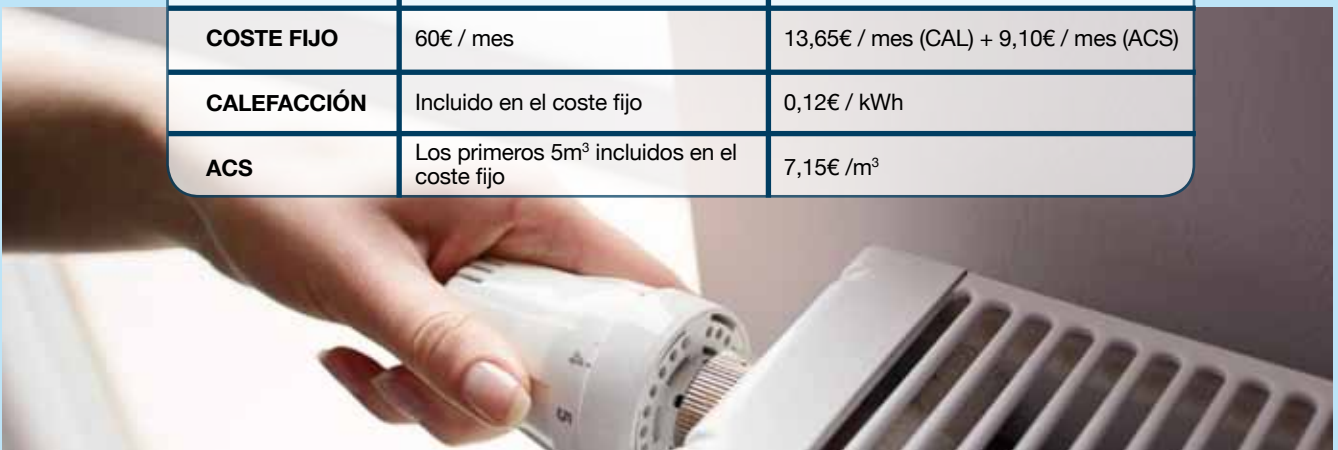 COSTE FIJO
60€ / mes
13,65€ / mes (CAL) + 9,10€ / mes (ACS)
CALEFACCIÓN
Incluido en el coste fijo
0,12€ / kWh
ACS
Los primeros 5m³ incluidos en el
coste fijo
7,15€ /m³
5